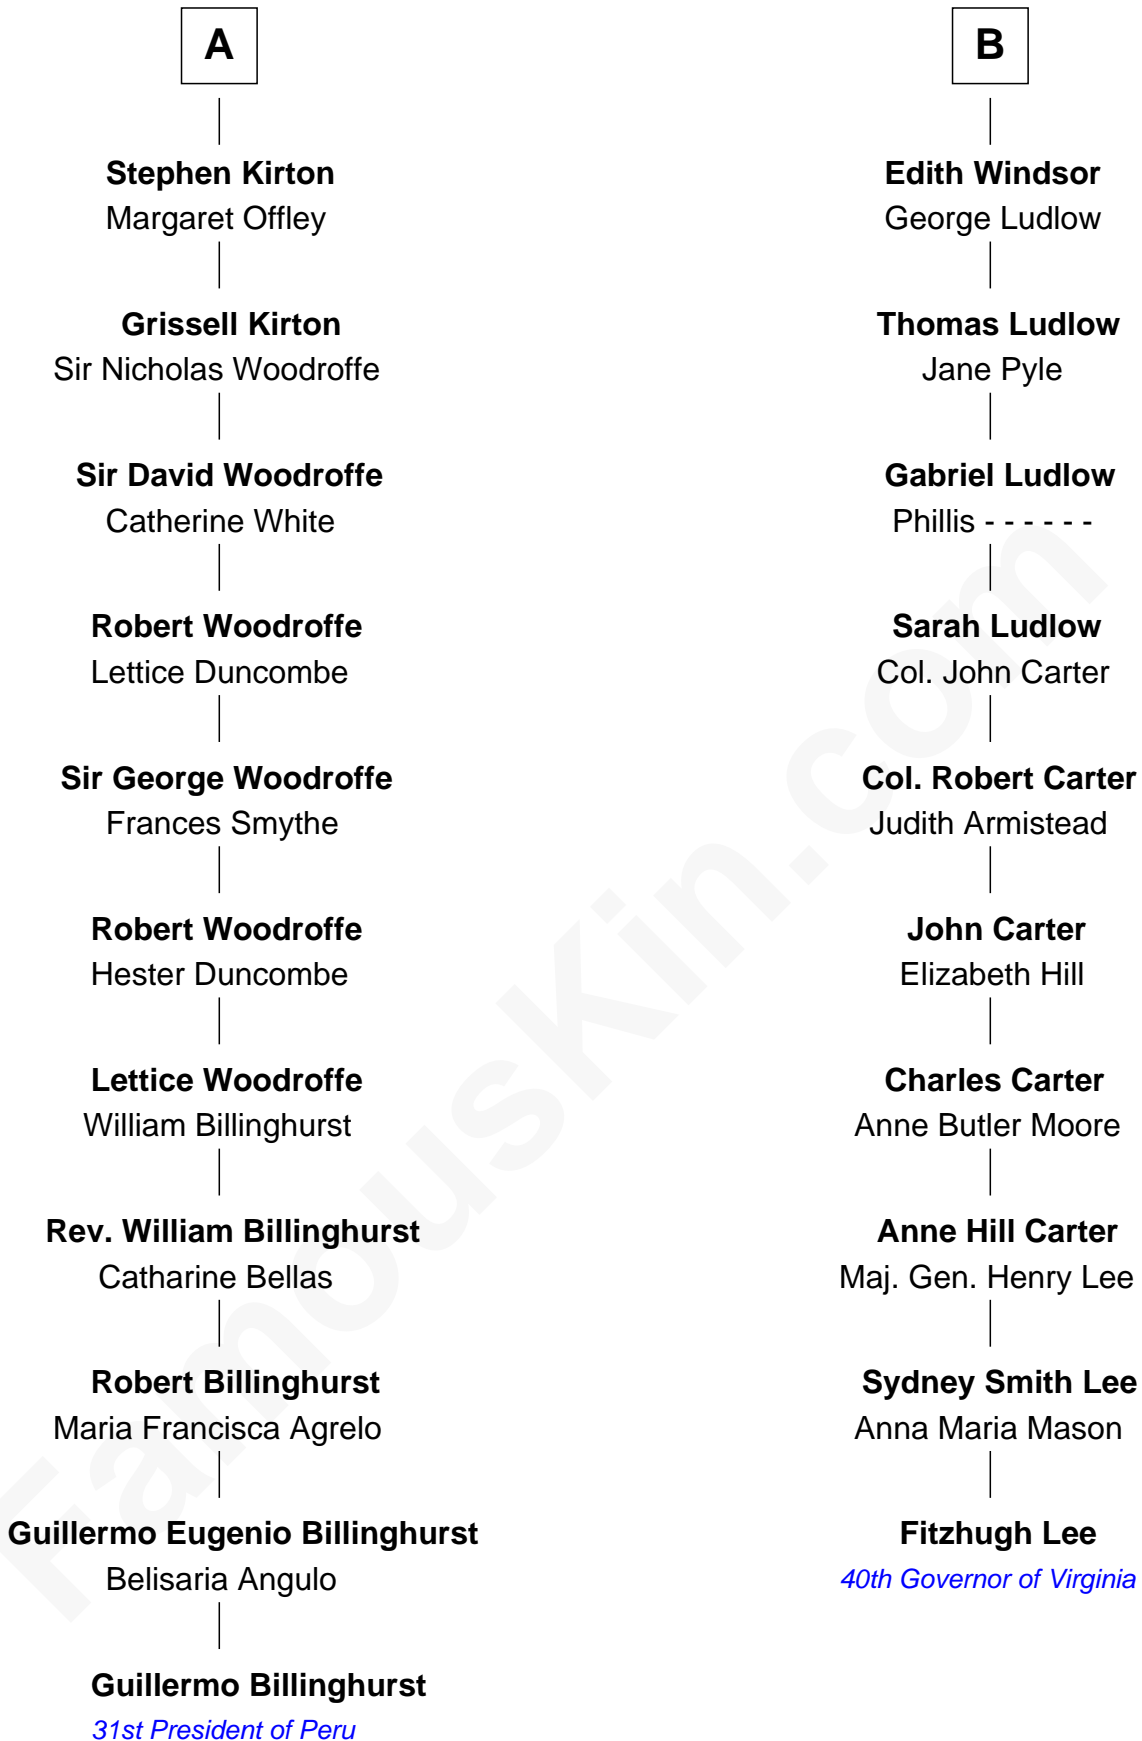 A
Stephen Kirton
Margaret Offley
Grissell Kirton
Sir Nicholas Woodroffe
Sir David Woodroffe
Catherine White
Robert Woodroffe
Lettice Duncombe
Sir George Woodroffe
Frances Smythe
Robert Woodroffe
Hester Duncombe
Lettice Woodroffe
William Billinghurst
Rev. William Billinghurst
Catharine Bellas
Robert Billinghurst
Maria Francisca Agrelo
Guillermo Eugenio Billinghurst
Belisaria Angulo
Guillermo Billinghurst
31st President of Peru
B
Edith Windsor
George Ludlow
Thomas Ludlow
Jane Pyle
Gabriel Ludlow
Phillis - - - - - -
Sarah Ludlow
Col. John Carter
Col. Robert Carter
Judith Armistead
John Carter
Elizabeth Hill
Charles Carter
Anne Butler Moore
Anne Hill Carter
Maj. Gen. Henry Lee
Sydney Smith Lee
Anna Maria Mason
Fitzhugh Lee
40th Governor of Virginia
FamousKin.com